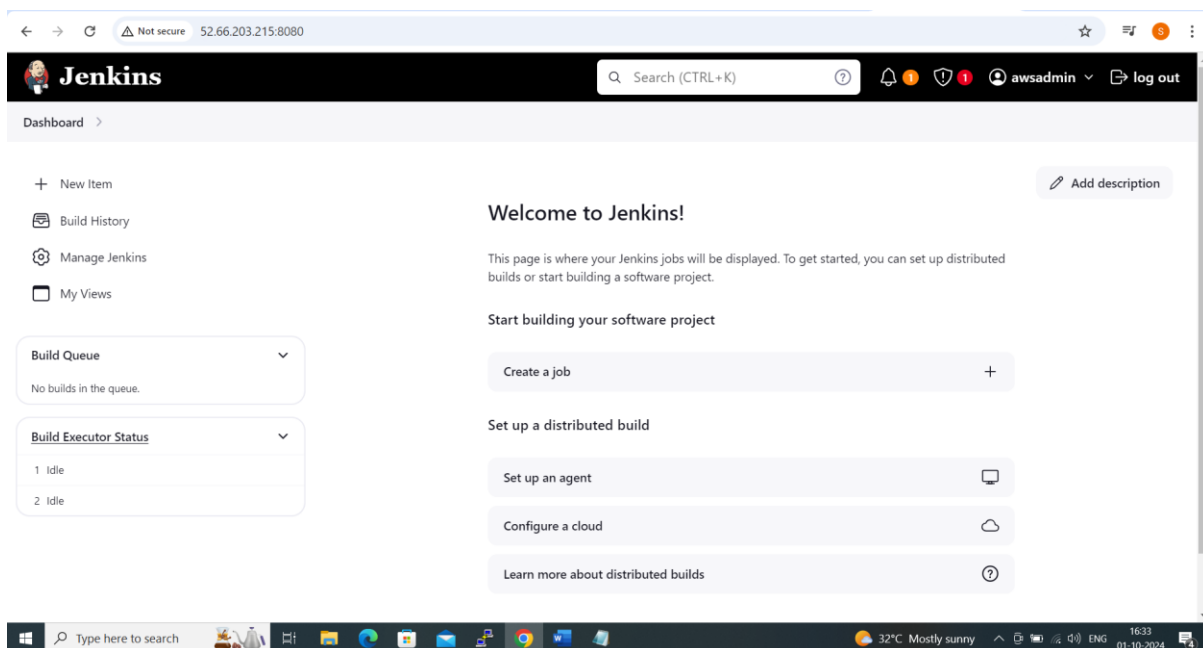 Not secure 52.66.203.215:8080
S
Jenkins
Search (CTRL+K)
?
1
1
awsadmin
log out
Dashboard
New Item
Build History
Manage Jenkins
My Views
Build Queue
No builds in the queue.
Build Executor Status
1 Idle
2 Idle
Add description
Welcome to Jenkins!
This page is where your Jenkins jobs will be displayed. To get started, you can set up distributed
builds or start building a software project.
Start building your software project
Create a job
Set up a distributed build
Set up an agent
Configure a cloud
Learn more about distributed builds
?
Type here to search
32°C Mostly sunny
ENG
16:33
01-10-2024
4